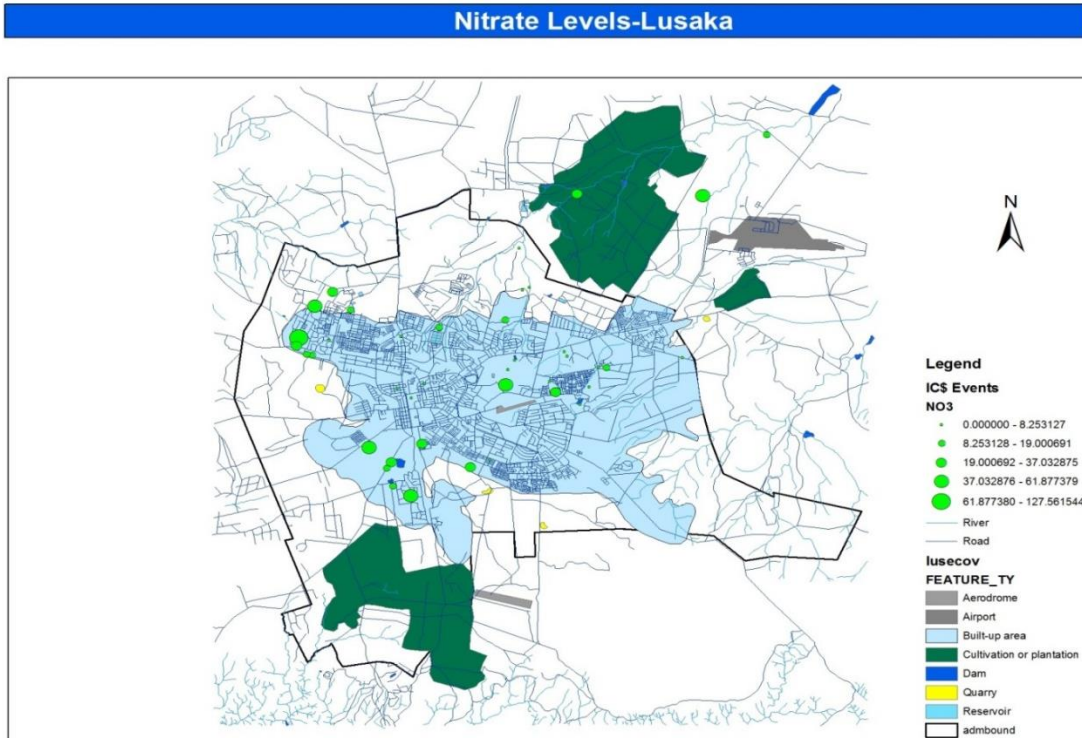 Nitrate Levels-Lusaka
N
Legend
IC$ Events
NO3
0.000000 - 8.253127
8.253128 - 19.000691
19.000692 - 37.032875
37.032876 - 61.877379
61.877380 - 127.561544
River
Road
lusecov
FEATURE_TY
Aerodrome
Airport
Built-up area
Cultivation or plantation
Dam
Quarry
Reservoir
admbound